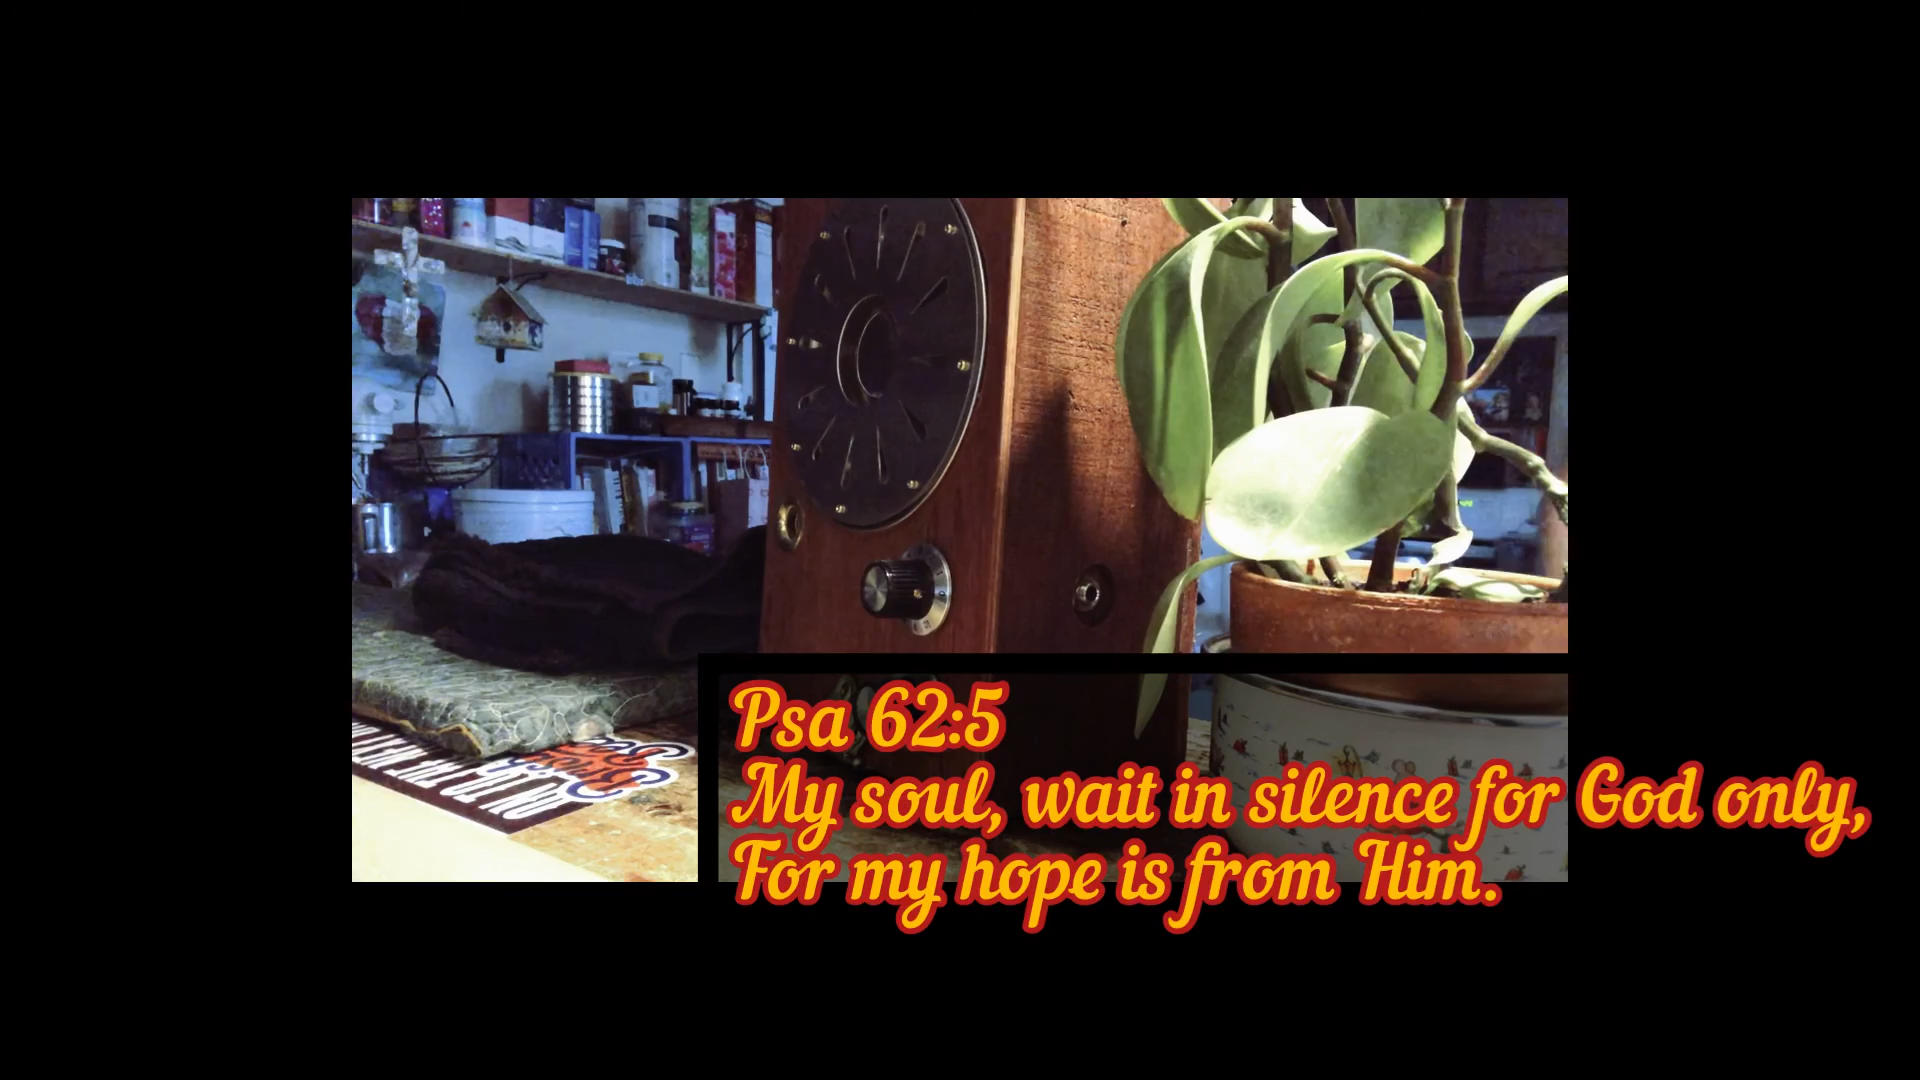 Psa 62:5
My soul, wait in silence for God only,
For my hope is from Him.